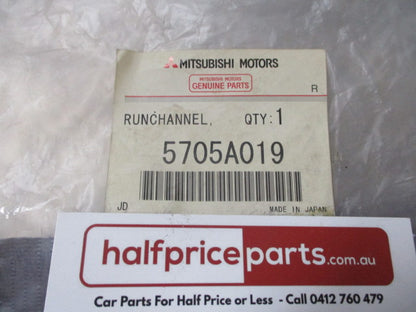 MITSUBISHI MOTORS
MITSUBISHI MOTORS
GENUINE PARTS
R
RUNCHANNEL, QTY:1
5705A019
JD MADE IN JAPAN
halfpriceparts.com.au
Car Parts For Half Price or Less - Call 0412 760 479